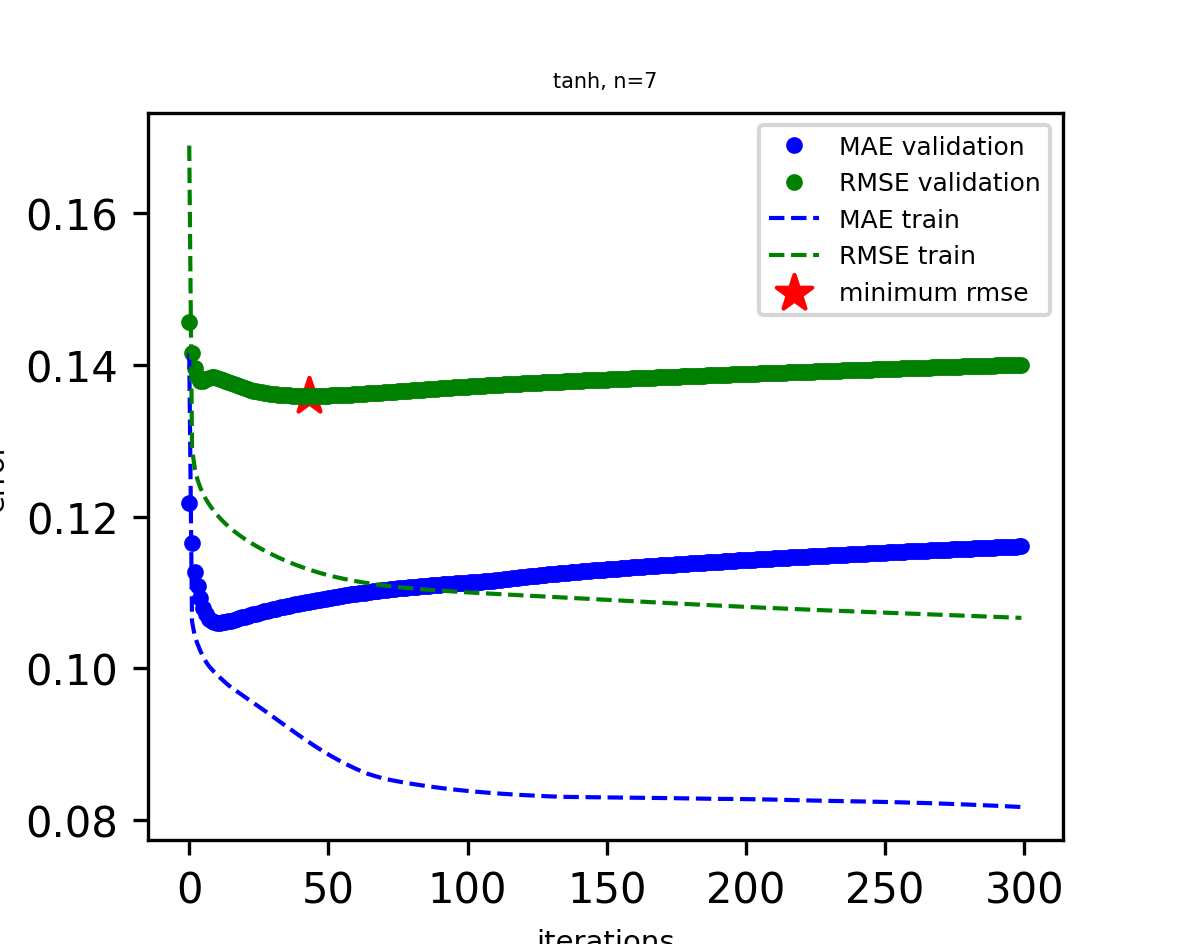 tanh, n=7
MAE validation
RMSE validation
MAE train
RMSE train
minimum rmse
0.16
0.14
0.12
0.10
0.08
0 50 100 150 200 250 300
iterations